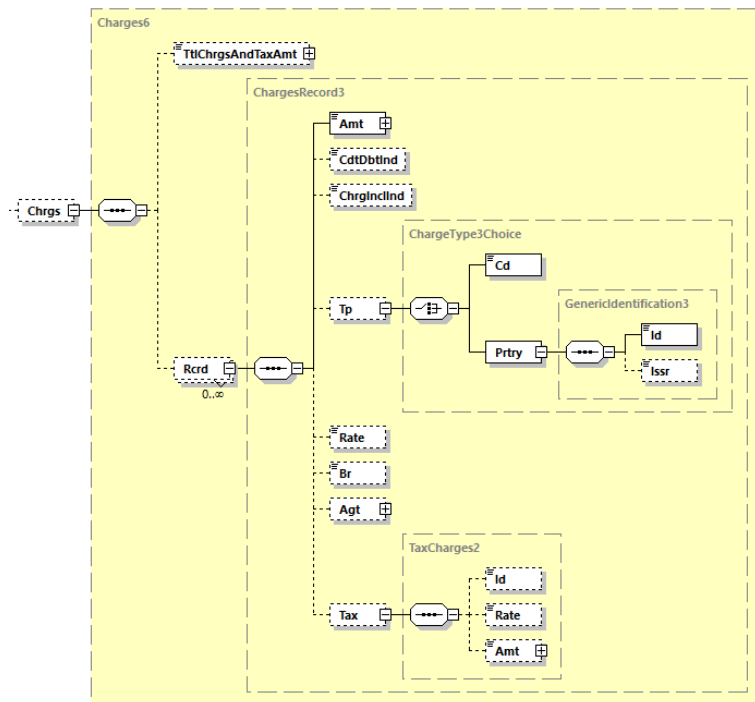 Charges6
TtlChrgsAndTaxAmt
ChargesRecord3
Amt
CdtDbtInd
ChrgInclInd
Chrgs
ChargeType3Choice
Cd
GenericIdentification3
Tp
Id
Prtry
Issr
Rcrd
0..∞
Rate
Br
Agt
TaxCharges2
Id
Tax
Rate
Amt